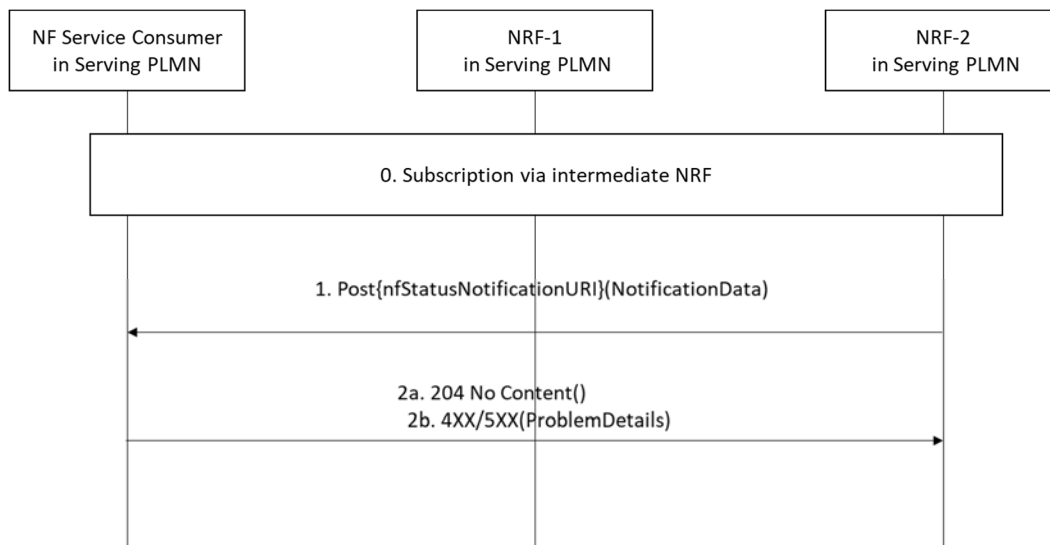 NF Service Consumer
in Serving PLMN
NRF-1
in Serving PLMN
NRF-2
in Serving PLMN
0. Subscription via intermediate NRF
1. Post{nfStatusNotificationURI}(NotificationData)
2a. 204 No Content()
2b. 4XX/5XX(ProblemDetails)